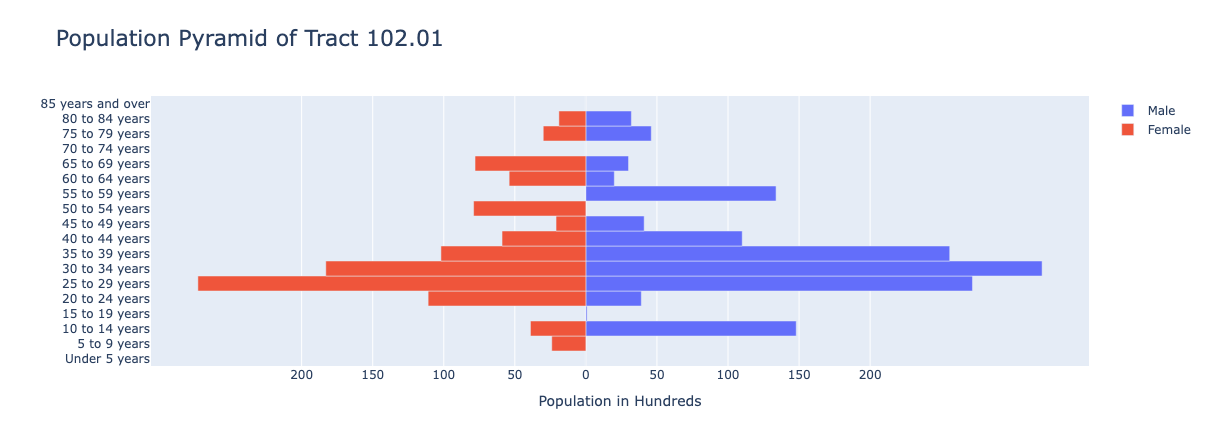 Population Pyramid of Tract 102.01
85 years and over
80 to 84 years
75 to 79 years
70 to 74 years
65 to 69 years
60 to 64 years
55 to 59 years
50 to 54 years
45 to 49 years
40 to 44 years
35 to 39 years
30 to 34 years
25 to 29 years
20 to 24 years
15 to 19 years
10 to 14 years
5 to 9 years
Under 5 years
200 150 100 50 0 50 100 150 200
Population in Hundreds
Male
Female